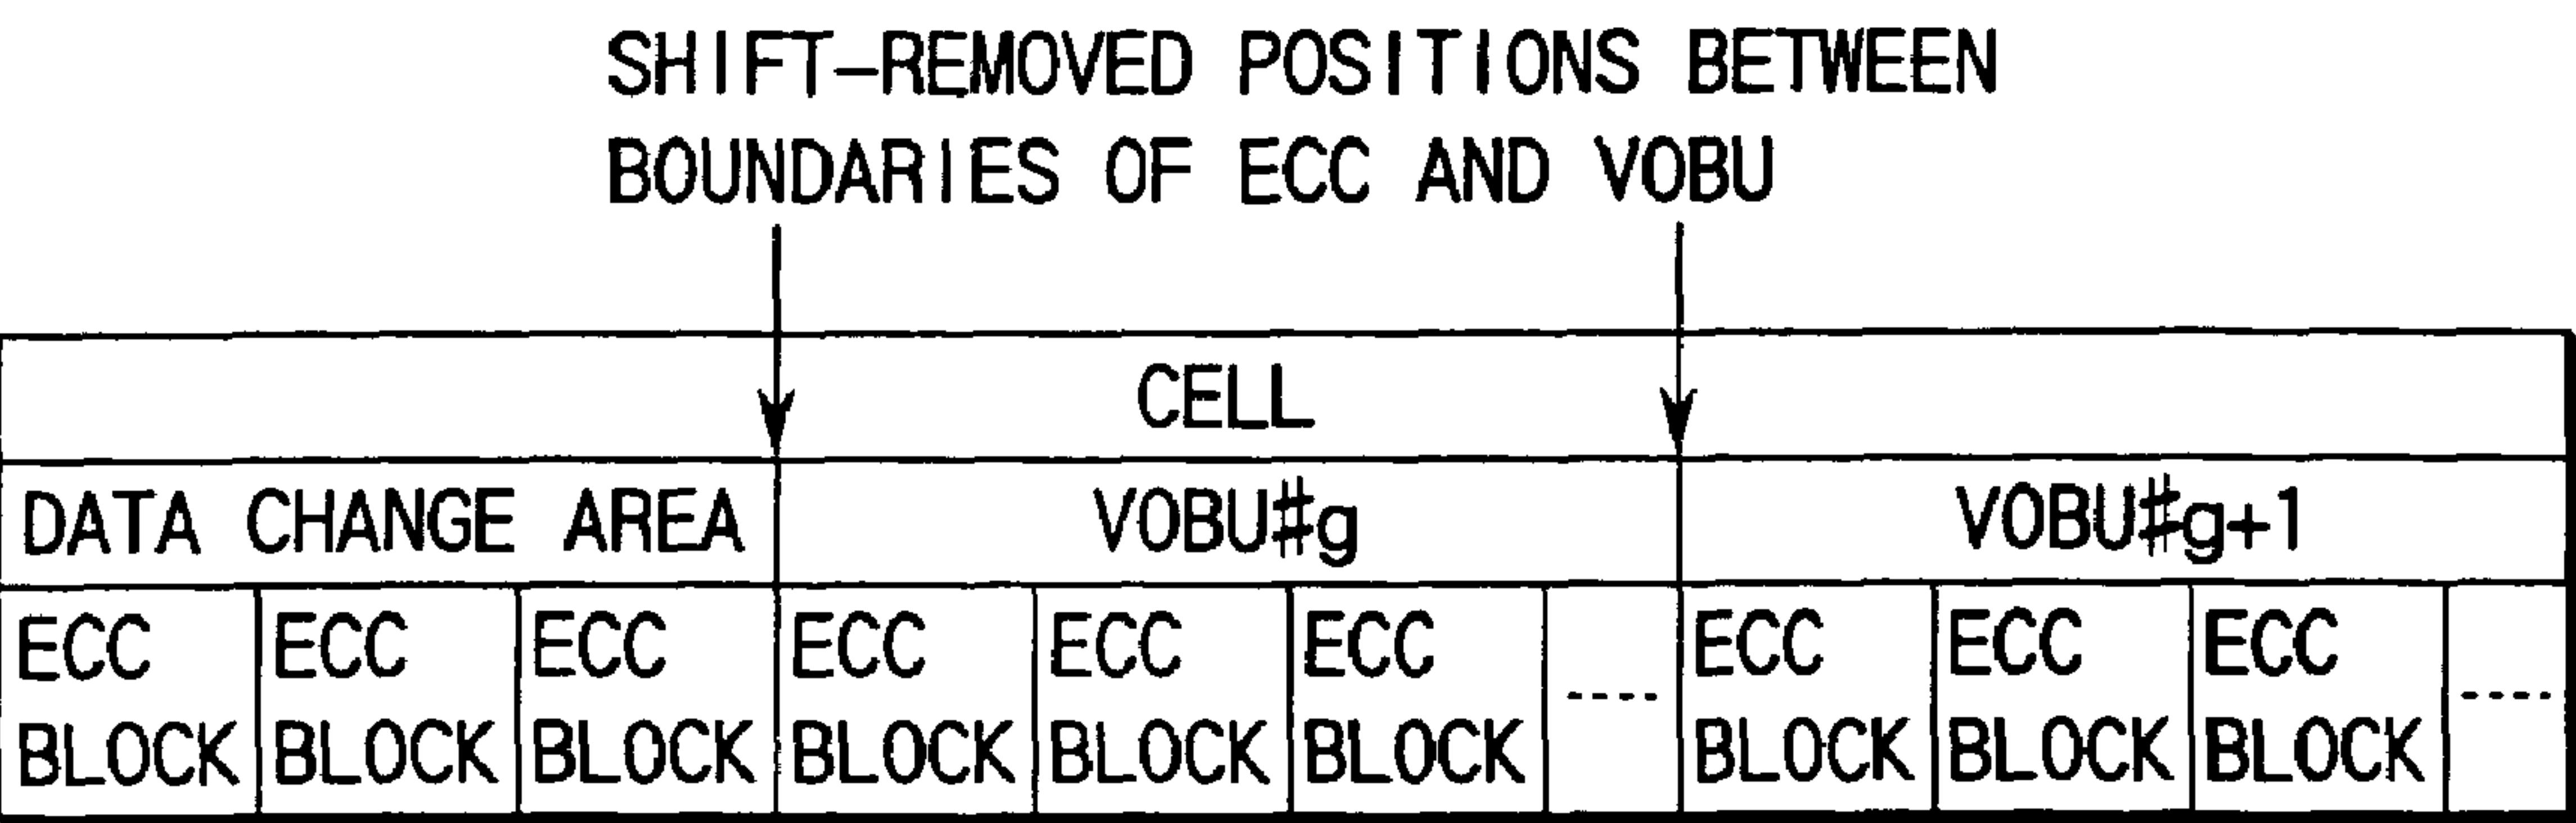 SHIFT–REMOVED POSITIONS BETWEEN
BOUNDARIES OF ECC AND VOBU
CELL
DATA CHANGE AREA VOBU#g VOBU#g+1
ECC ECC ECC ECC ECC ECC ECC ECC ECC
BLOCK BLOCK BLOCK BLOCK BLOCK BLOCK ---- BLOCK BLOCK BLOCK ----